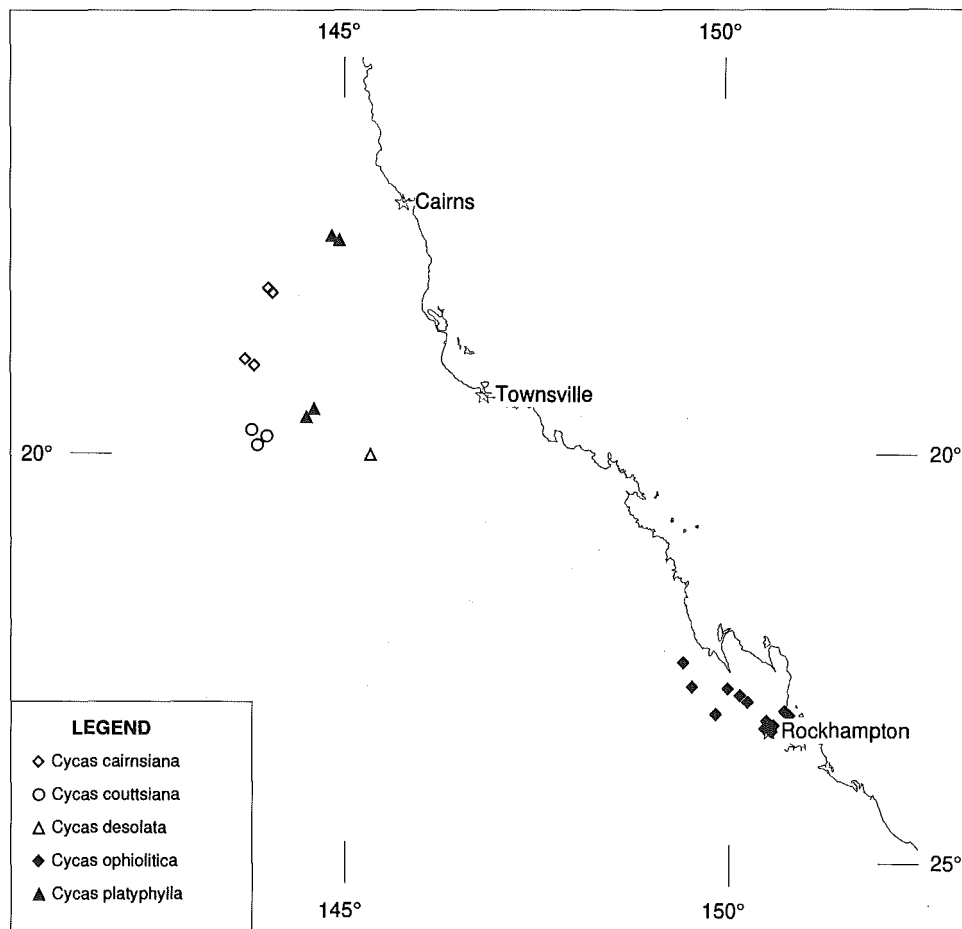 145° 150°
Cairns
Townsville
20° 20°
Rockhampton
LEGEND
Cycas cairnsiana
Cycas couttsiana
Cycas desolata
Cycas ophiolitica
Cycas platyphylla
25°
145° 150°